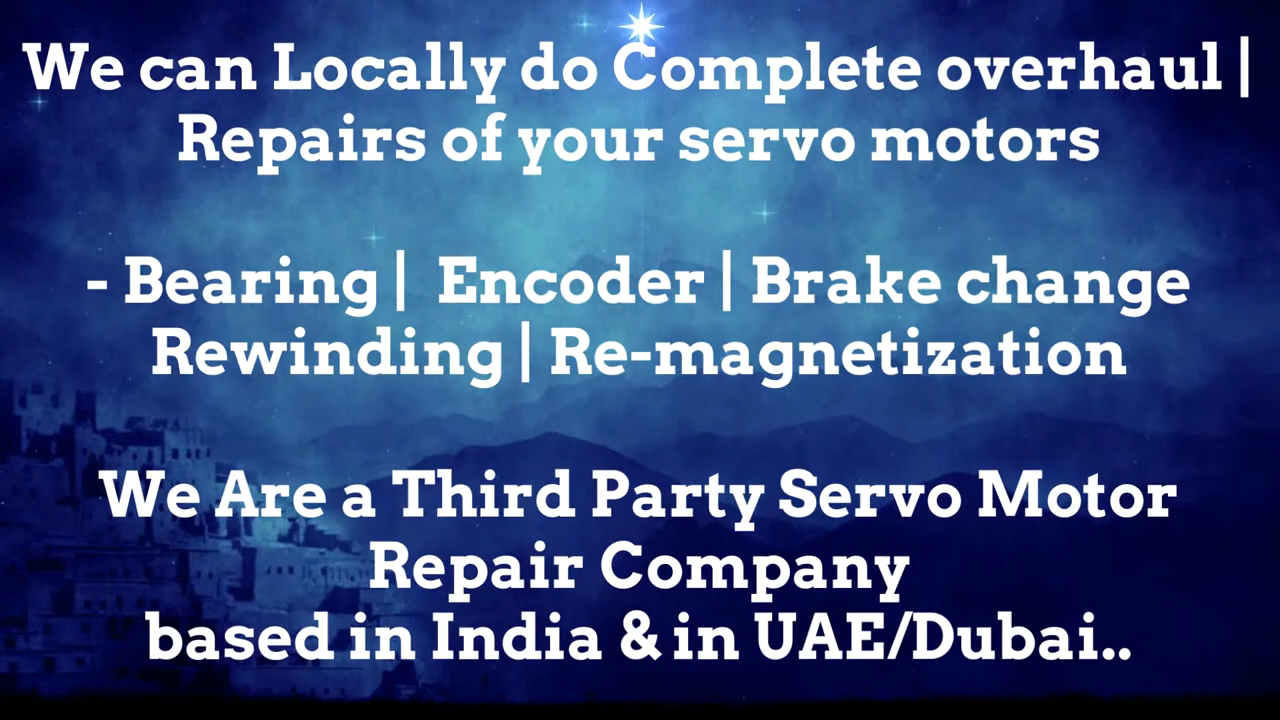 We can Locally do Complete overhaul |
Repairs of your servo motors
- Bearing | Encoder | Brake change
Rewinding | Re-magnetization
We Are a Third Party Servo Motor
Repair Company
based in India & in UAE/Dubai..